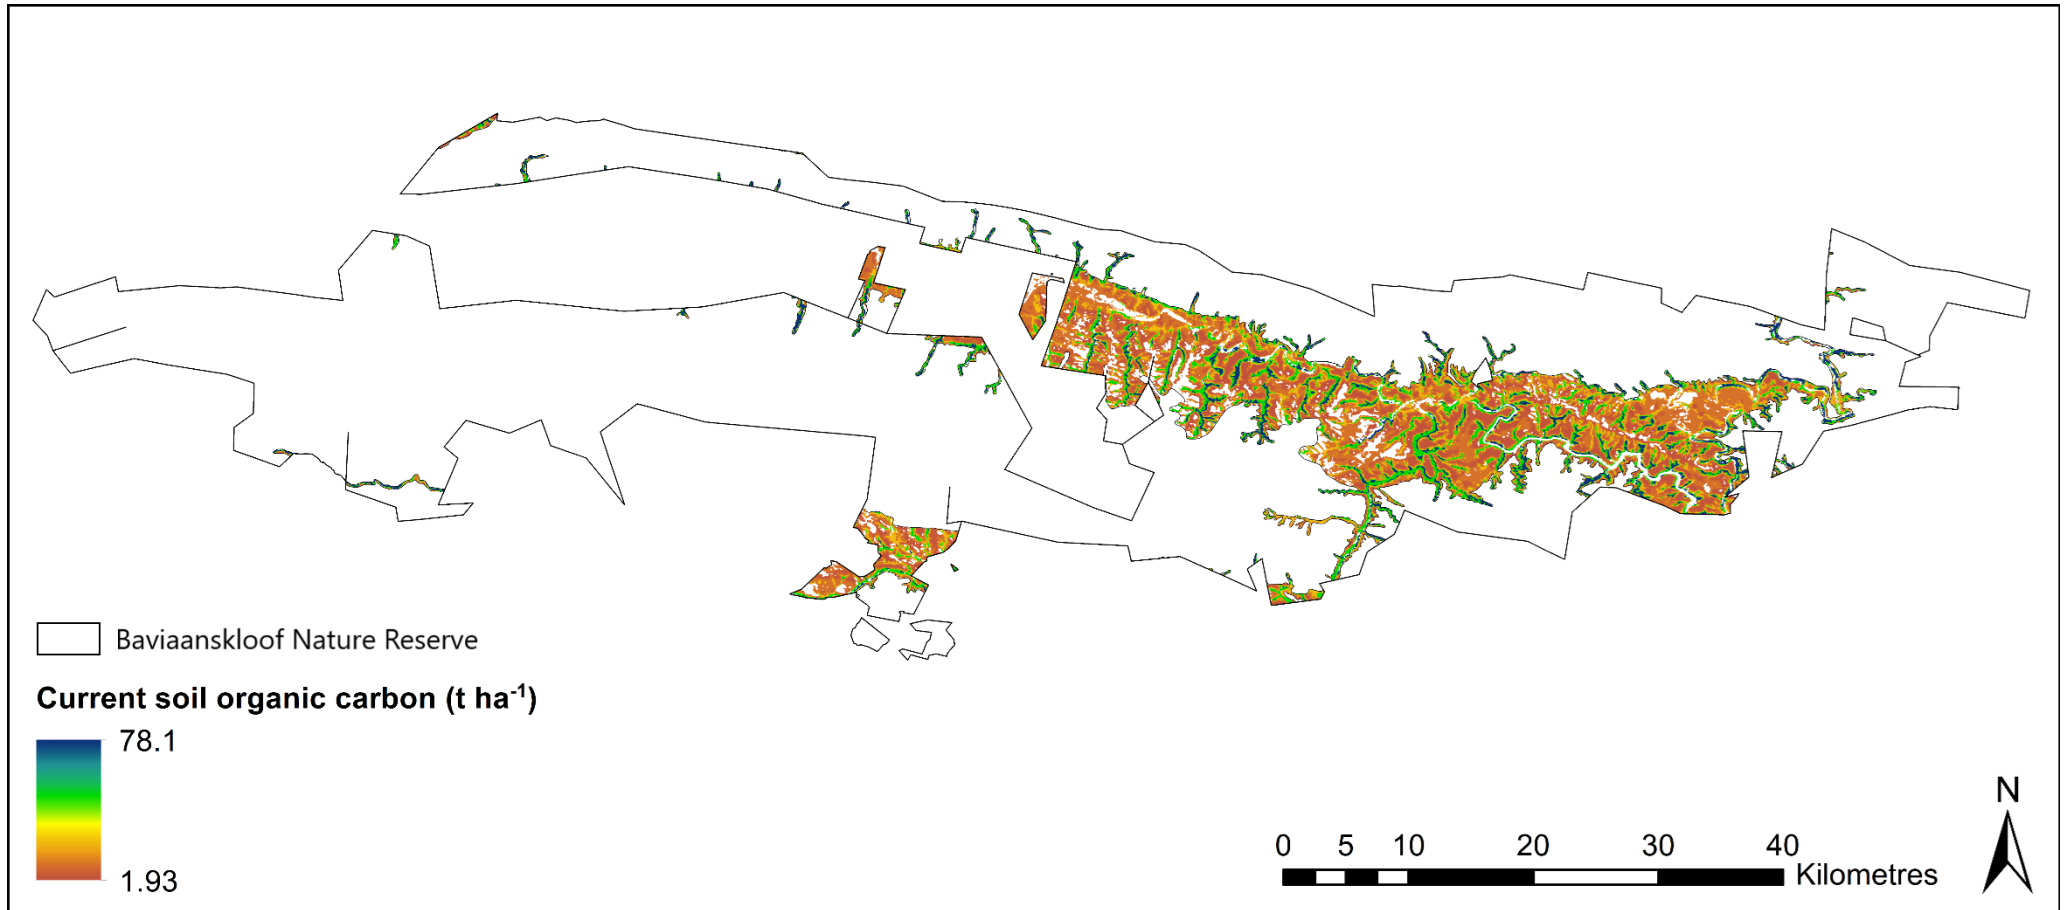 Baviaanskloof Nature Reserve
Current soil organic carbon (t ha⁻¹)
78.1
1.93
N
0 5 10 20 30 40
Kilometres